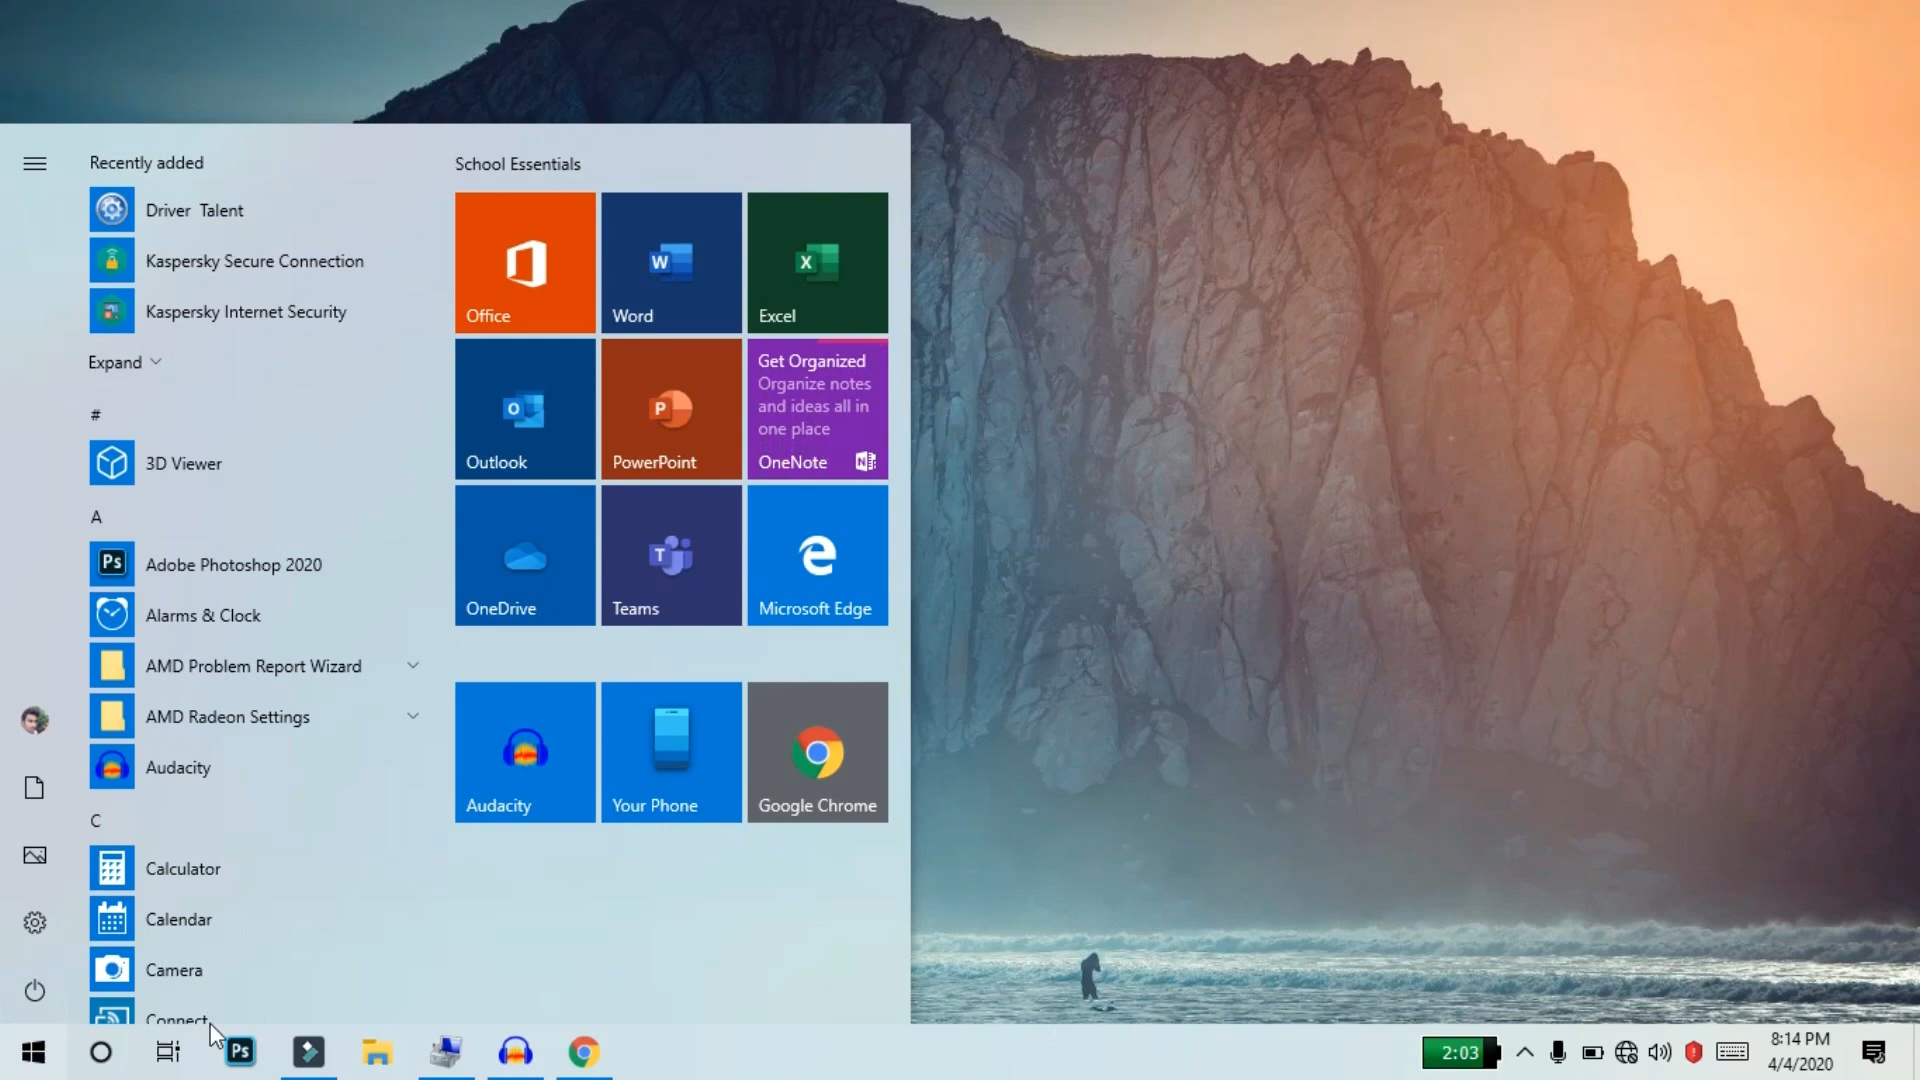 Recently added
Driver  Talent
Kaspersky Secure Connection
Kaspersky Internet Security
Expand
#
3D Viewer
A
Ps
Adobe Photoshop 2020
Alarms & Clock
AMD Problem Report Wizard
AMD Radeon Settings
Audacity
C
Calculator
Calendar
Camera
Connect
School Essentials
Office
W
Word
X
Excel
O
Outlook
P
PowerPoint
Get Organized
Organize notes
and ideas all in
one place
OneNote
N
OneDrive
T
Teams
Microsoft Edge
Audacity
Your Phone
Google Chrome
Ps
2:03
8:14 PM
4/4/2020